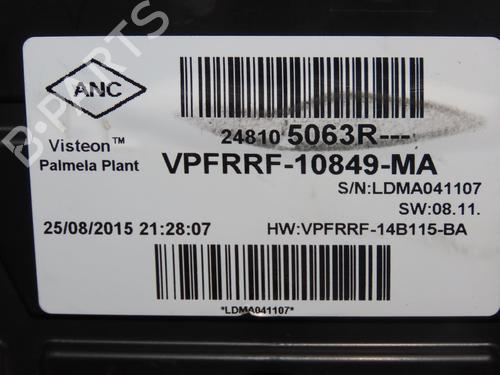 B-PARTS
ANC
Visteon™
Palmela Plant
24810 5063R---
VPFRRF-10849-MA
S/N:LDMA041107
SW:08.11.
25/08/2015 21:28:07
HW:VPFRRF-14B115-BA
*LDMA041107*